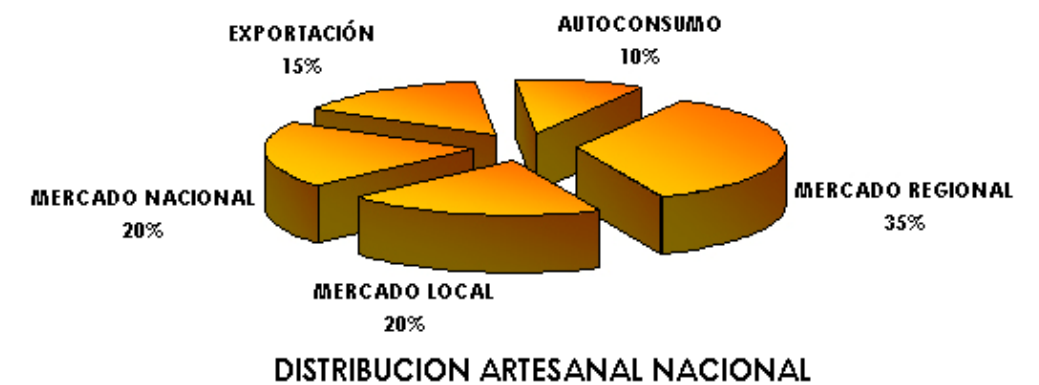 AUTOCONSUMO
10%
EXPORTACIÓN
15%
MERCADO REGIONAL
35%
MERCADO NACIONAL
20%
MERCADO LOCAL
20%
DISTRIBUCION ARTESANAL NACIONAL